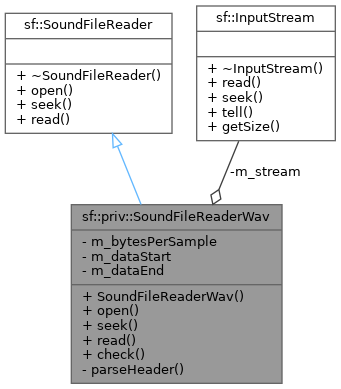 sf::SoundFileReader
+ ~SoundFileReader()
+ open()
+ seek()
+ read()
sf::InputStream
+ ~InputStream()
+ read()
+ seek()
+ tell()
+ getSize()
-m_stream
sf::priv::SoundFileReaderWav
- m_bytesPerSample
- m_dataStart
- m_dataEnd
+ SoundFileReaderWav()
+ open()
+ seek()
+ read()
+ check()
- parseHeader()